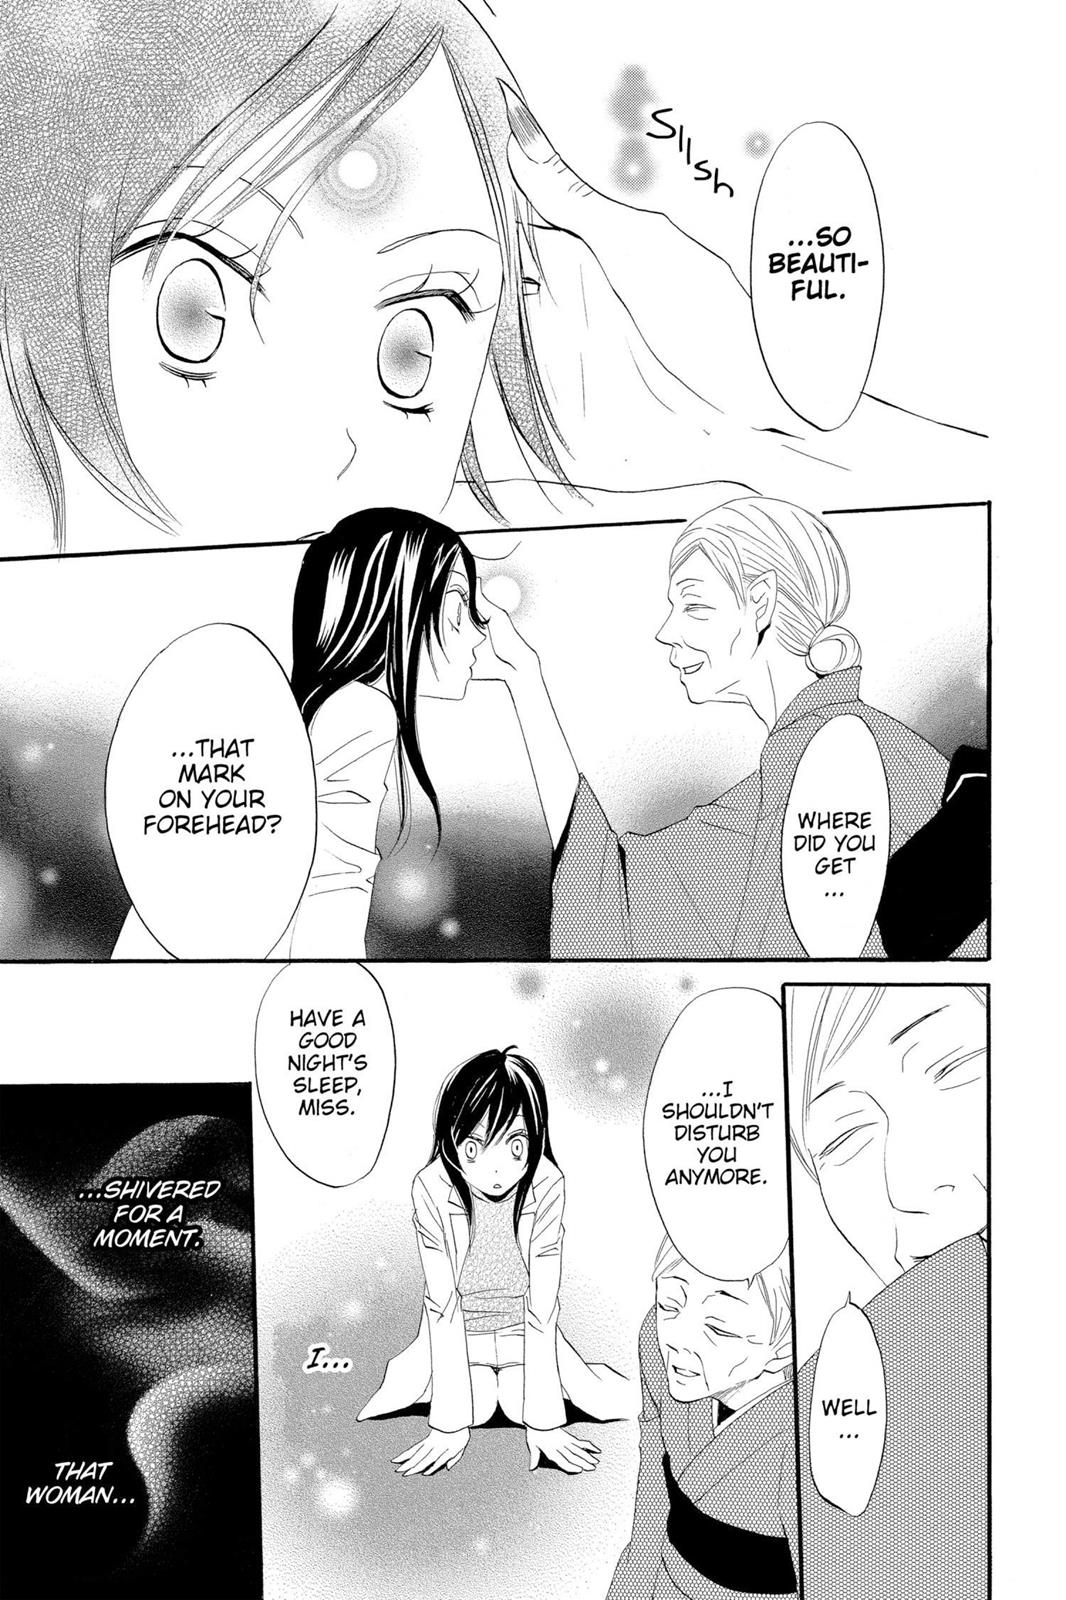 Sllsh
...SO
BEAUTI-
FUL.
WHERE
DID YOU
GET
...
...THAT
MARK
ON YOUR
FOREHEAD?
WELL
...
...I
SHOULDN'T
DISTURB
YOU
ANYMORE.
HAVE A
GOOD
NIGHT'S
SLEEP,
MISS.
I...
...SHIVERED
FOR A
MOMENT.
THAT
WOMAN...